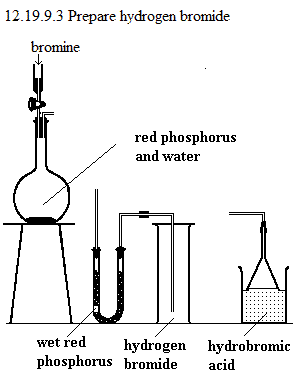 12.19.9.3 Prepare hydrogen bromide
bromine
red phosphorus
and water
wet red
phosphorus
hydrogen
bromide
hydrobromic
acid